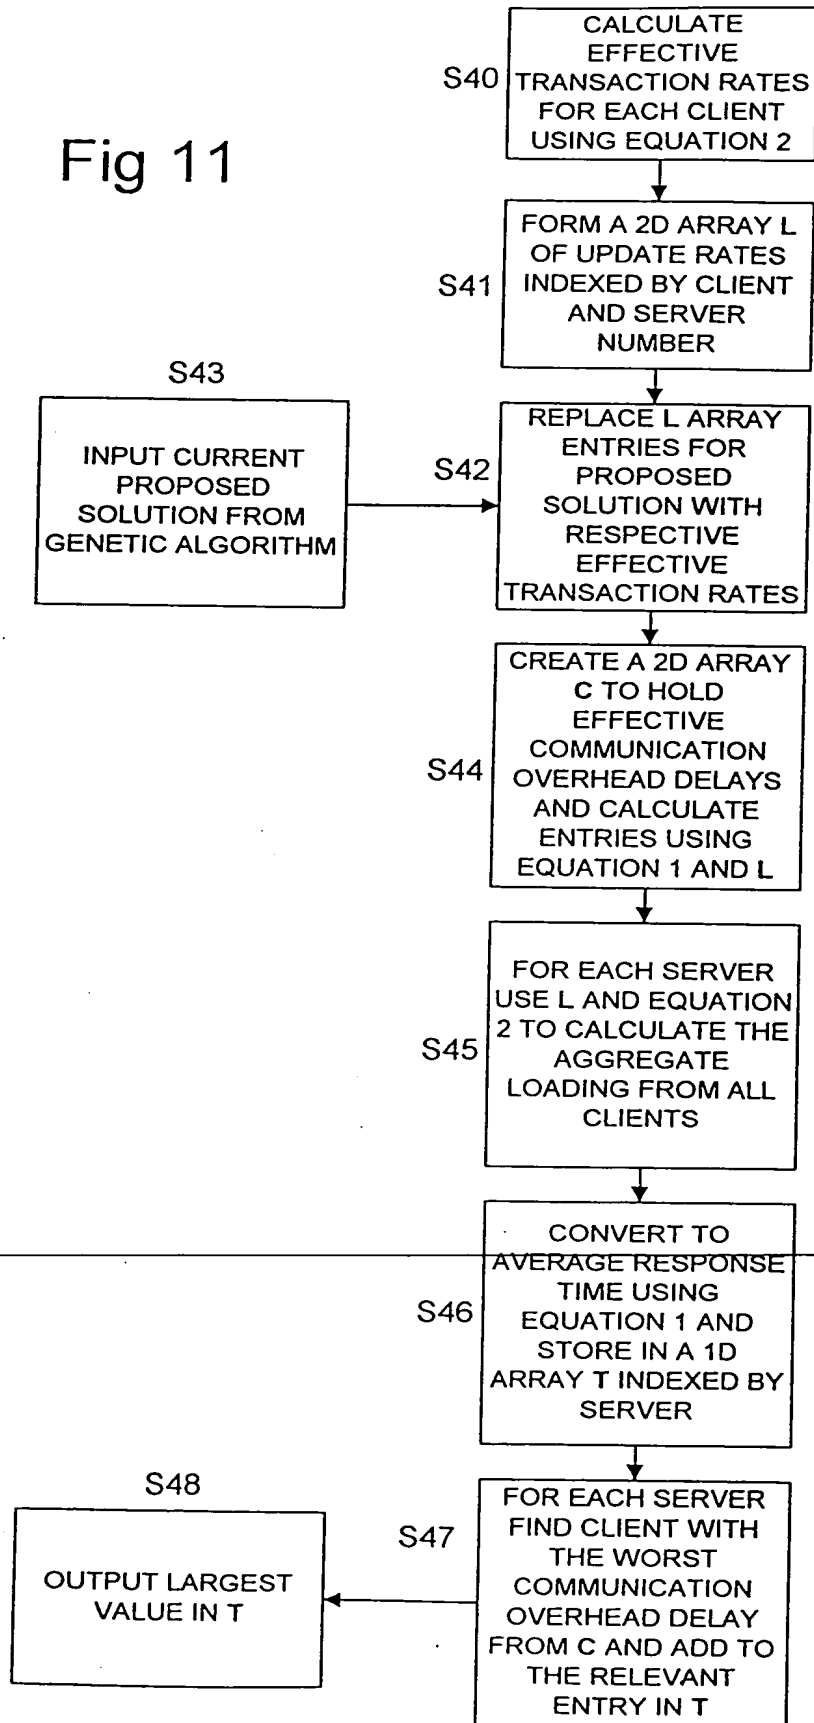 CALCULATE
EFFECTIVE
TRANSACTION RATES
FOR EACH CLIENT
USING EQUATION 2
S40
Fig 11
FORM A 2D ARRAY L
OF UPDATE RATES
INDEXED BY CLIENT
AND SERVER
NUMBER
S41
S43
INPUT CURRENT
PROPOSED
SOLUTION FROM
GENETIC ALGORITHM
REPLACE L ARRAY
ENTRIES FOR
PROPOSED
SOLUTION WITH
RESPECTIVE
EFFECTIVE
TRANSACTION RATES
S42
CREATE A 2D ARRAY
C TO HOLD
EFFECTIVE
COMMUNICATION
OVERHEAD DELAYS
AND CALCULATE
ENTRIES USING
EQUATION 1 AND L
S44
FOR EACH SERVER
USE L AND EQUATION
2 TO CALCULATE THE
AGGREGATE
LOADING FROM ALL
CLIENTS
S45
CONVERT TO
AVERAGE RESPONSE
TIME USING
EQUATION 1 AND
STORE IN A 1D
ARRAY T INDEXED BY
SERVER
S46
FOR EACH SERVER
FIND CLIENT WITH
THE WORST
COMMUNICATION
OVERHEAD DELAY
FROM C AND ADD TO
THE RELEVANT
ENTRY IN T
S47
S48
OUTPUT LARGEST
VALUE IN T